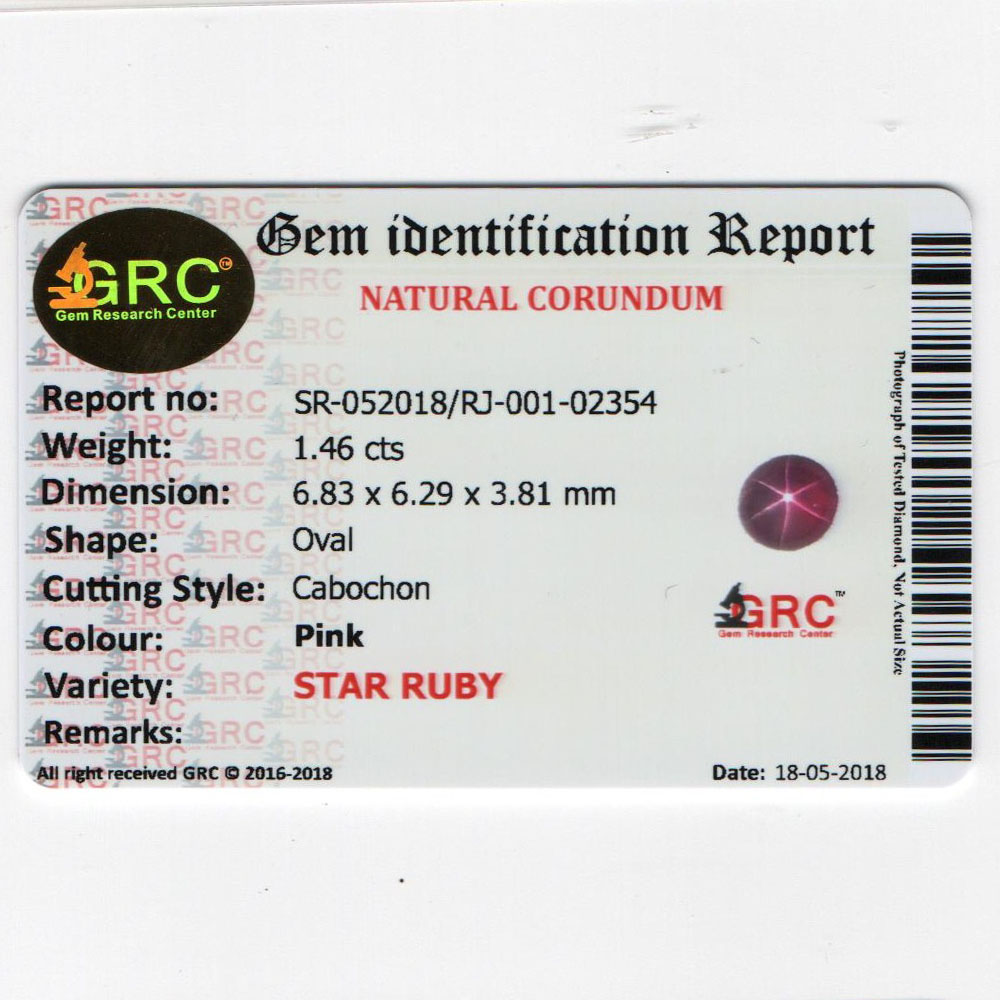 GRC™
Gem Research Center
Gem identification Report
NATURAL CORUNDUM
Report no: SR-052018/RJ-001-02354
Weight: 1.46 cts
Dimension: 6.83 x 6.29 x 3.81 mm
Shape: Oval
Cutting Style: Cabochon
Colour: Pink
Variety: STAR RUBY
Remarks:
All right received GRC © 2016-2018
GRC™
Gem Research Center
Date: 18-05-2018
Photograph of Tested Diamond, Not Actual Size